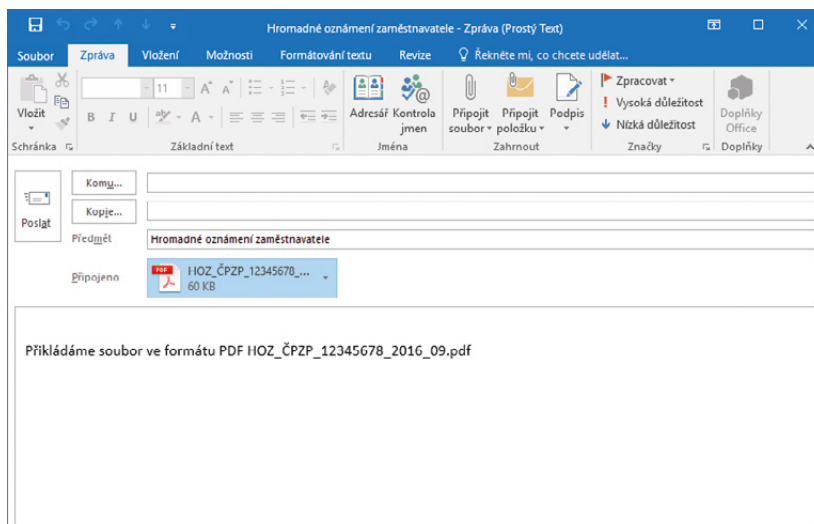 Hromadné oznámení zaměstnavatele - Zpráva (Prostý Text)
Soubor Zpráva Vložení Možnosti Formátování textu Revize Řekněte mi, co chcete udělat...
Vložit
Schránka
11
B I U
Základní text
Adresář Kontrola jmen
Jména
Připojit soubor Připojit položku Podpis
Zahrnout
Zpracovat
Vysoká důležitost
Nízká důležitost
Značky
Doplňky Office
Doplňky
Poslat
Komu...
Kopie...
Předmět Hromadné oznámení zaměstnavatele
Připojeno
PDF
HOZ_ČPZP_12345678_...
60 KB
Přikládáme soubor ve formátu PDF HOZ_ČPZP_12345678_2016_09.pdf